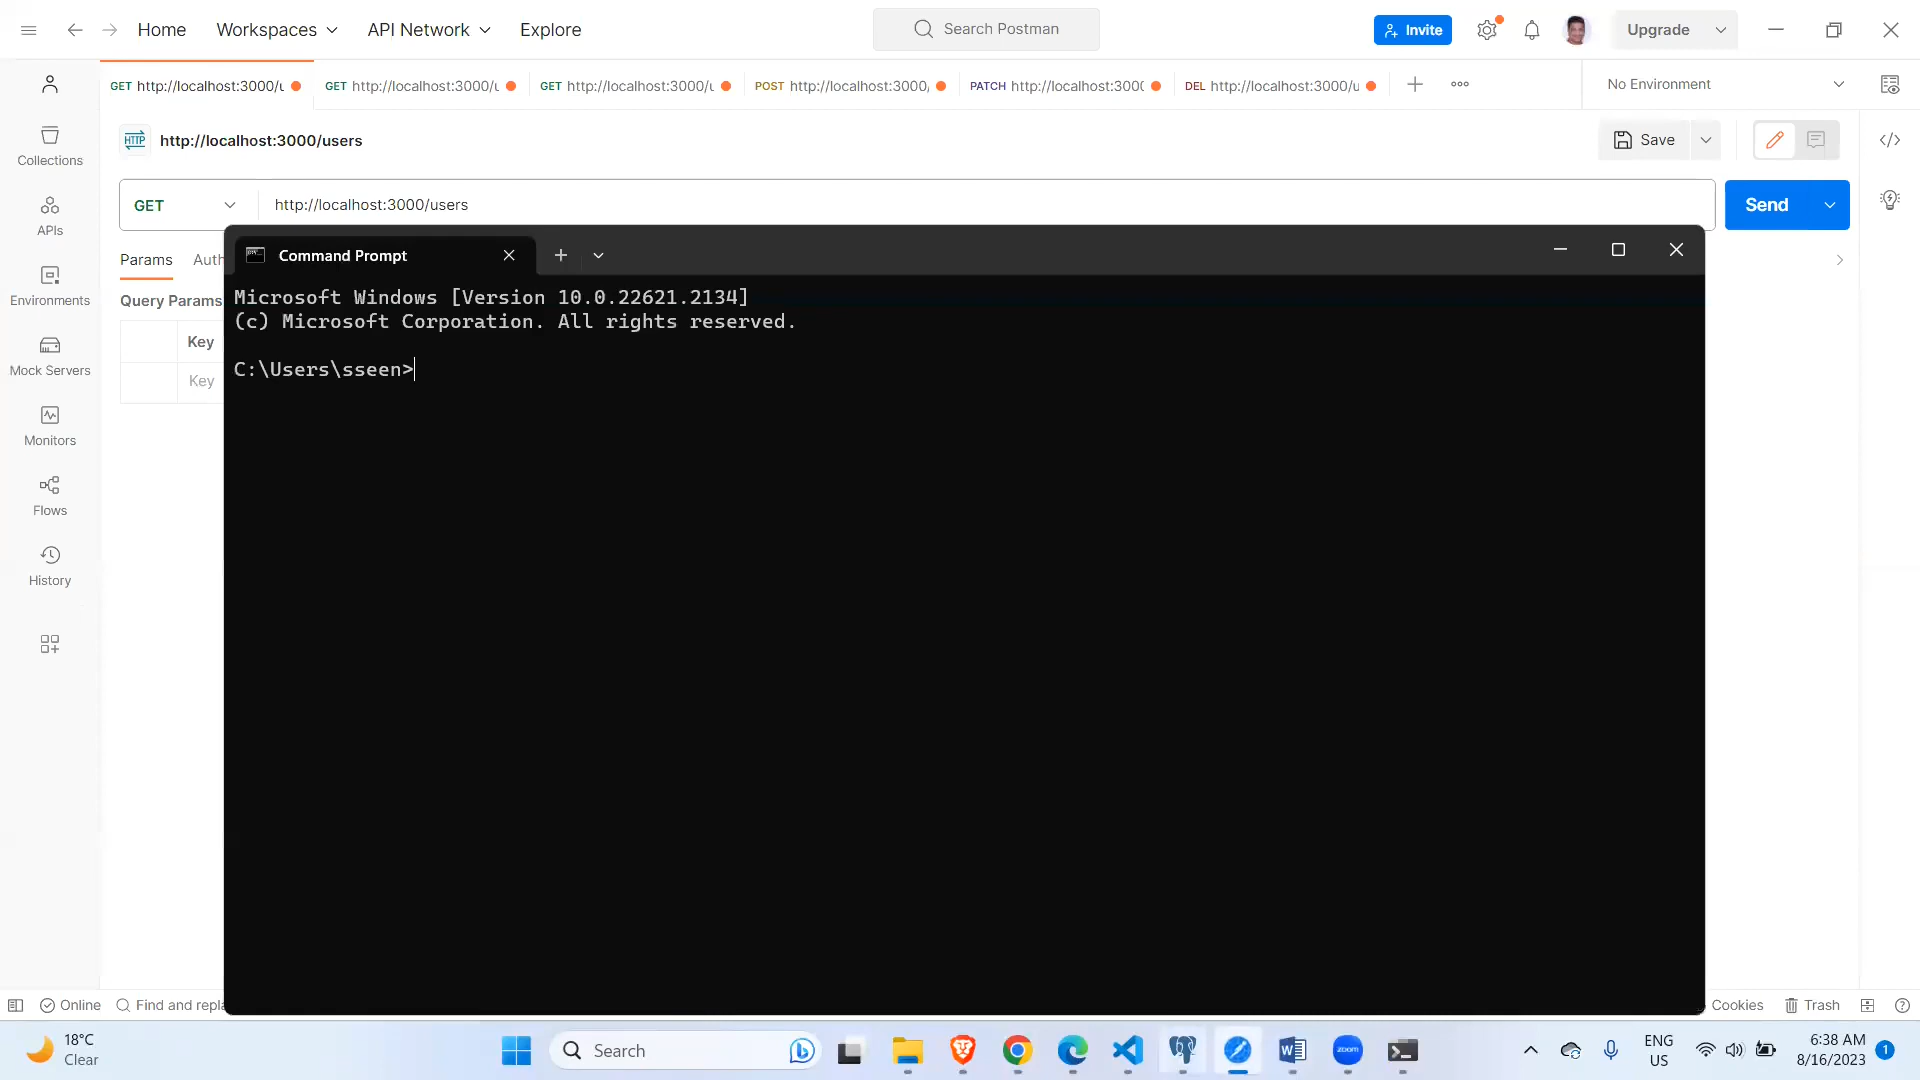 Home
Workspaces
API Network
Explore
Search Postman
Invite
Upgrade
GET http://localhost:3000/u
GET http://localhost:3000/u
GET http://localhost:3000/u
POST http://localhost:3000/
PATCH http://localhost:3000
DEL http://localhost:3000/u
No Environment
HTTP http://localhost:3000/users
Save
GET
http://localhost:3000/users
Send
Collections
APIs
Environments
Mock Servers
Monitors
Flows
History
Params
Auth
Query Params
Key
Key
Command Prompt
Microsoft Windows [Version 10.0.22621.2134]
(c) Microsoft Corporation. All rights reserved.
C:\Users\sseen>
Online
Find and repla
Cookies
Trash
18°C
Clear
Search
zoom
ENG
US
6:38 AM
8/16/2023
1